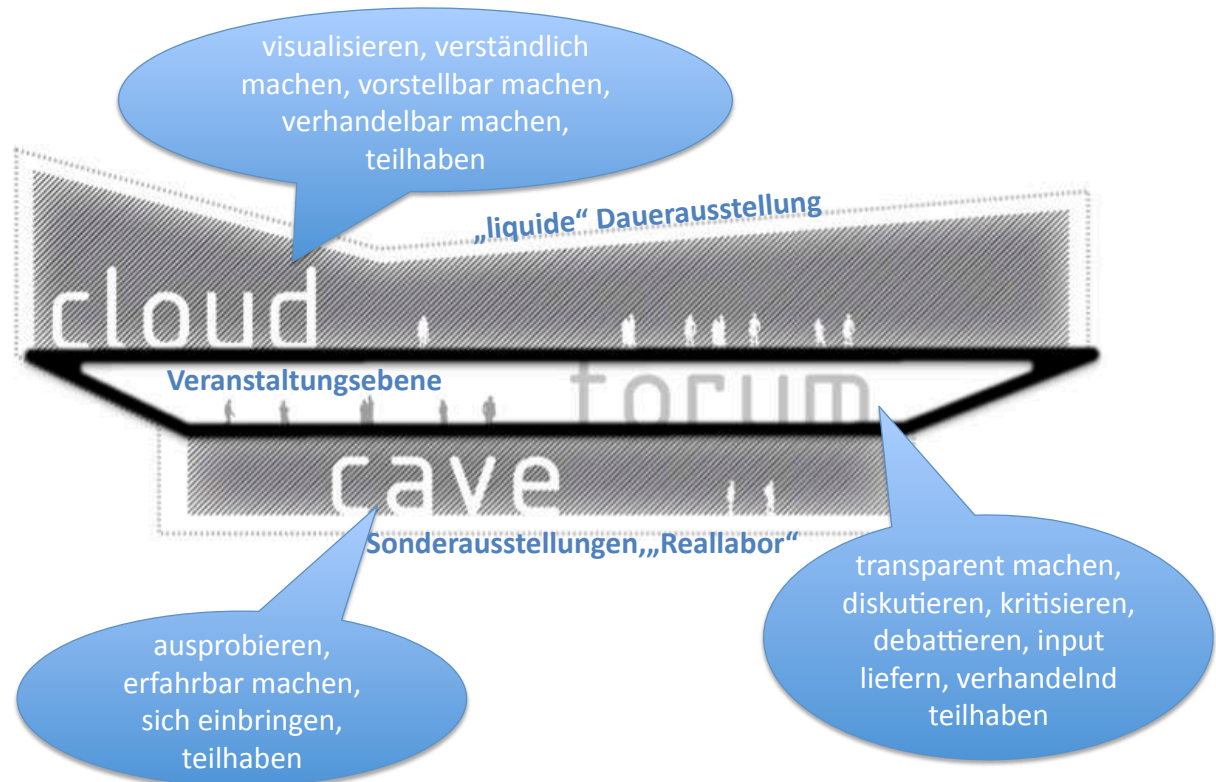 visualisieren, verständlich
machen, vorstellbar machen,
verhandelbar machen,
teilhaben
„liquide“ Dauerausstellung
cloud
Veranstaltungsebene
forum
cave
Sonderausstellungen,„„Reallabor“
transparent machen,
diskutieren, kritisieren,
debattieren, input
liefern, verhandelnd
teilhaben
ausprobieren,
erfahrbar machen,
sich einbringen,
teilhaben